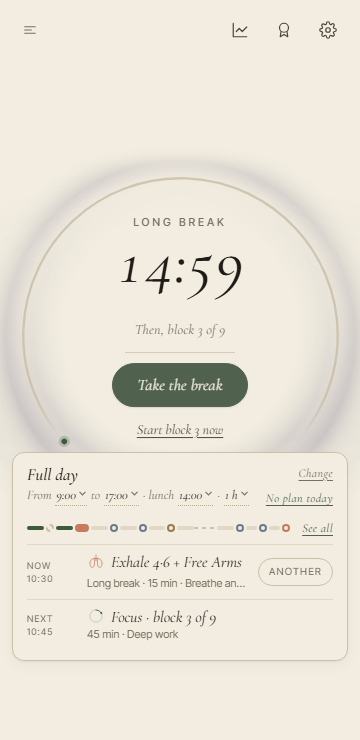 LONG BREAK
14:59
Then, block 3 of 9
Take the break
Start block 3 now
Full day
Change
From 9:00 to 17:00 · lunch 14:00 · 1 h
No plan today
See all
NOW
10:30
Exhale 4·6 + Free Arms
Long break · 15 min · Breathe an...
ANOTHER
NEXT
10:45
Focus · block 3 of 9
45 min · Deep work